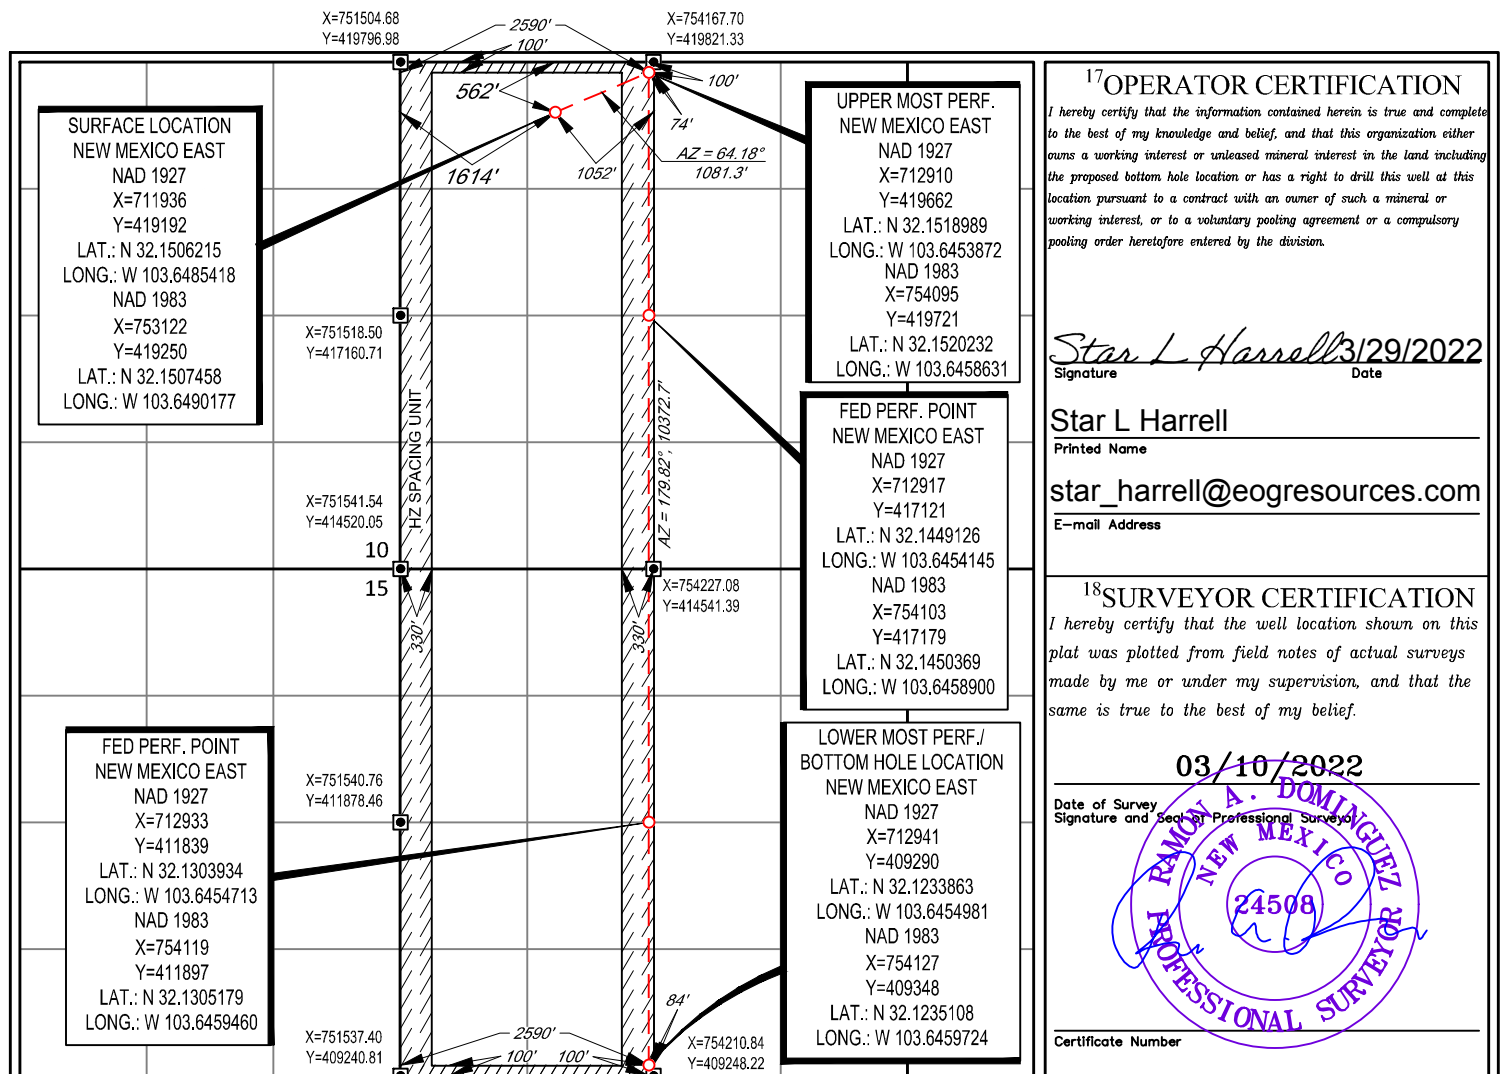 X=751504.68
Y=419796.98
2590'
100'
X=754167.70
Y=419821.33
562'
100'
74'
AZ = 64.18°
1081.3'
1614'
1052'
SURFACE LOCATION
NEW MEXICO EAST
NAD 1927
X=711936
Y=419192
LAT.: N 32.1506215
LONG.: W 103.6485418
NAD 1983
X=753122
Y=419250
LAT.: N 32.1507458
LONG.: W 103.6490177
UPPER MOST PERF.
NEW MEXICO EAST
NAD 1927
X=712910
Y=419662
LAT.: N 32.1518989
LONG.: W 103.6453872
NAD 1983
X=754095
Y=419721
LAT.: N 32.1520232
LONG.: W 103.6458631
X=751518.50
Y=417160.71
HZ SPACING UNIT
AZ = 179.82°, 10372.7'
FED PERF. POINT
NEW MEXICO EAST
NAD 1927
X=712917
Y=417121
LAT.: N 32.1449126
LONG.: W 103.6454145
NAD 1983
X=754103
Y=417179
LAT.: N 32.1450369
LONG.: W 103.6458900
X=751541.54
Y=414520.05
10
15
X=754227.08
Y=414541.39
330'
330'
FED PERF. POINT
NEW MEXICO EAST
NAD 1927
X=712933
Y=411839
LAT.: N 32.1303934
LONG.: W 103.6454713
NAD 1983
X=754119
Y=411897
LAT.: N 32.1305179
LONG.: W 103.6459460
X=751540.76
Y=411878.46
LOWER MOST PERF./
BOTTOM HOLE LOCATION
NEW MEXICO EAST
NAD 1927
X=712941
Y=409290
LAT.: N 32.1233863
LONG.: W 103.6454981
NAD 1983
X=754127
Y=409348
LAT.: N 32.1235108
LONG.: W 103.6459724
X=751537.40
Y=409240.81
2590'
100'
100'
84'
X=754210.84
Y=409248.22
17OPERATOR CERTIFICATION
I hereby certify that the information contained herein is true and complete
to the best of my knowledge and belief, and that this organization either
owns a working interest or unleased mineral interest in the land including
the proposed bottom hole location or has a right to drill this well at this
location pursuant to a contract with an owner of such a mineral or
working interest, or to a voluntary pooling agreement or a compulsory
pooling order heretofore entered by the division.
Star L Harrell 3/29/2022
Signature Date
Star L Harrell
Printed Name
star_harrell@eogresources.com
E-mail Address
18SURVEYOR CERTIFICATION
I hereby certify that the well location shown on this
plat was plotted from field notes of actual surveys
made by me or under my supervision, and that the
same is true to the best of my belief.
03/10/2022
Date of Survey
Signature and Seal of Professional Surveyor:
RAMON A. DOMINGUEZ
NEW MEXICO
24508
PROFESSIONAL SURVEYOR
Certificate Number